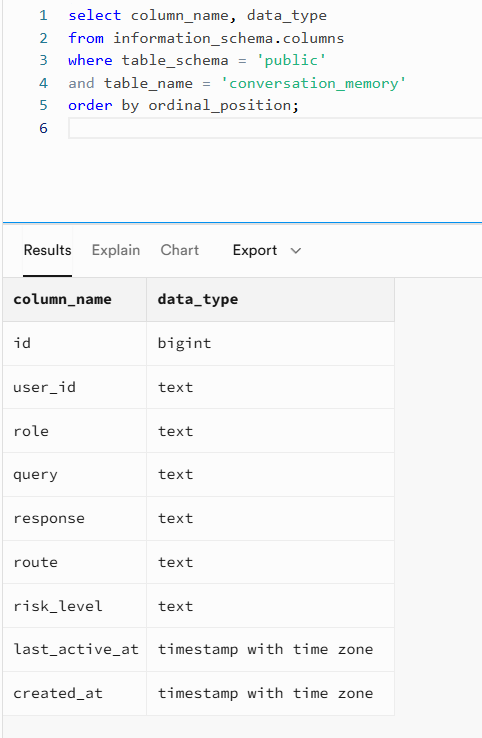 1 select column_name, data_type
2 from information_schema.columns
3 where table_schema = 'public'
4 and table_name = 'conversation_memory'
5 order by ordinal_position;
6
Results Explain Chart Export
column_name data_type
id bigint
user_id text
role text
query text
response text
route text
risk_level text
last_active_at timestamp with time zone
created_at timestamp with time zone